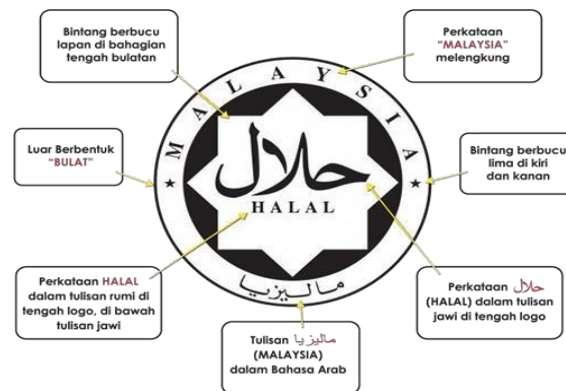 Bintang berbucu
lapan di bahagian
tengah bulatan
Perkataan
“MALAYSIA”
melengkung
MALAYSIA
Luar Berbentuk
“BULAT”
حلال
HALAL
Bintang berbucu
lima di kiri
dan kanan
ماليزيا
Perkataan HALAL
dalam tulisan rumi di
tengah logo, di bawah
tulisan jawi
Perkataan حلال
(HALAL) dalam tulisan
jawi di tengah logo
Tulisan ماليزيا
(MALAYSIA)
dalam Bahasa Arab